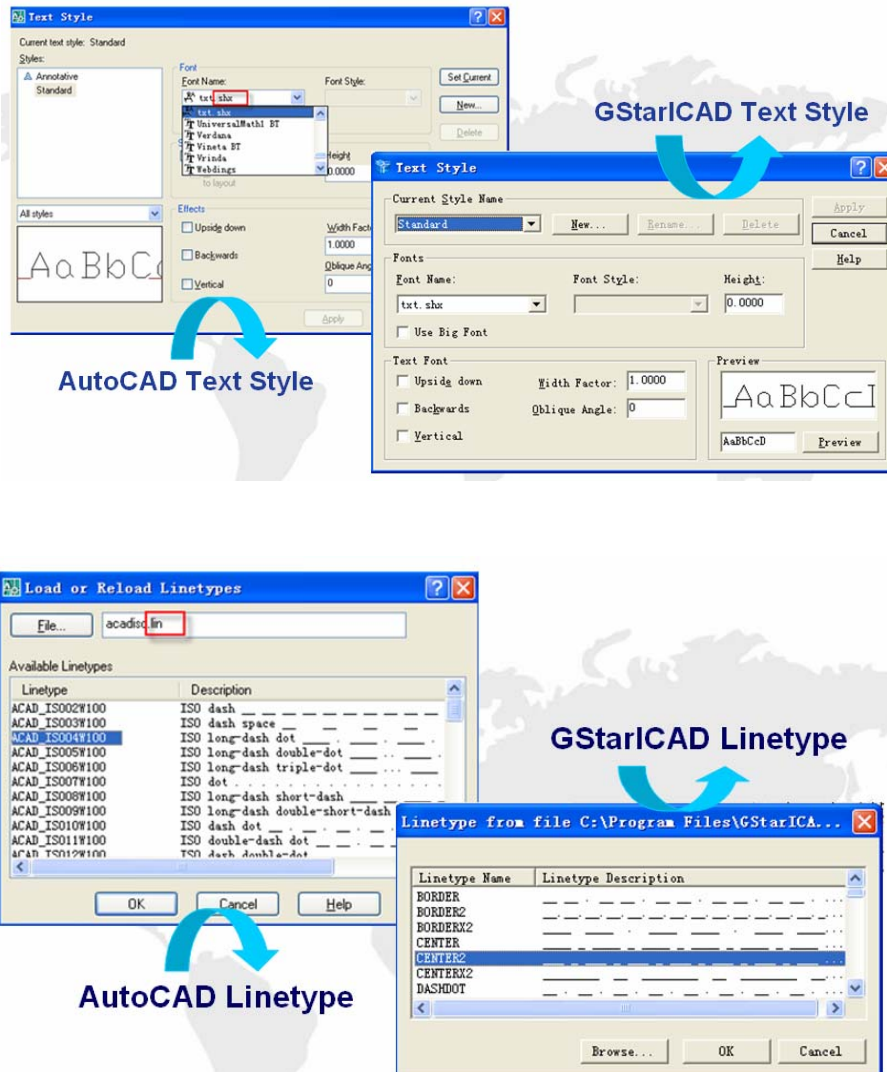 Text Style
Current text style: Standard
Styles:
Annotative
Standard
All styles
AaBbC
Font
Font Name:
Font Style:
txt.shx
txt.shx
UniversalMath1 BT
Verdana
Vineta BT
Vrinda
Webdings
to layout
Height
0.0000
Effects
Upside down
Backwards
Vertical
Width
1.0000
Oblique
0
Set Current
New...
Delete
Apply
AutoCAD Text Style
GStarICAD Text Style
Text Style
Current Style Name
Standard
New...
Rename...
Delete
Apply
Cancel
Help
Fonts
Font Name:
Font Style:
Height:
txt.shx
0.0000
Use Big Font
Text Font
Upside down
Width Factor: 1.0000
Backwards
Oblique Angle: 0
Vertical
Preview
AaBbCc
AaBbCcD
Preview
Load or Reload Linetypes
File...
acadiso.lin
Available Linetypes
Linetype Description
ACAD_ISO02W100 ISO dash
ACAD_ISO03W100 ISO dash space
ACAD_ISO04W100 ISO long-dash dot
ACAD_ISO05W100 ISO long-dash double-dot
ACAD_ISO06W100 ISO long-dash triple-dot
ACAD_ISO07W100 ISO dot
ACAD_ISO08W100 ISO long-dash short-dash
ACAD_ISO09W100 ISO long-dash double-short-dash
ACAD_ISO10W100 ISO dash dot
ACAD_ISO11W100 ISO double-dash dot
ACAD_ISO12W100 ISO dash double-dot
OK
Cancel
Help
AutoCAD Linetype
GStarICAD Linetype
Linetype from file C:\Program Files\GStarICA...
Linetype Name Linetype Description
BORDER
BORDER2
BORDERX2
CENTER
CENTER2
CENTERX2
DASHDOT
Browse...
OK
Cancel